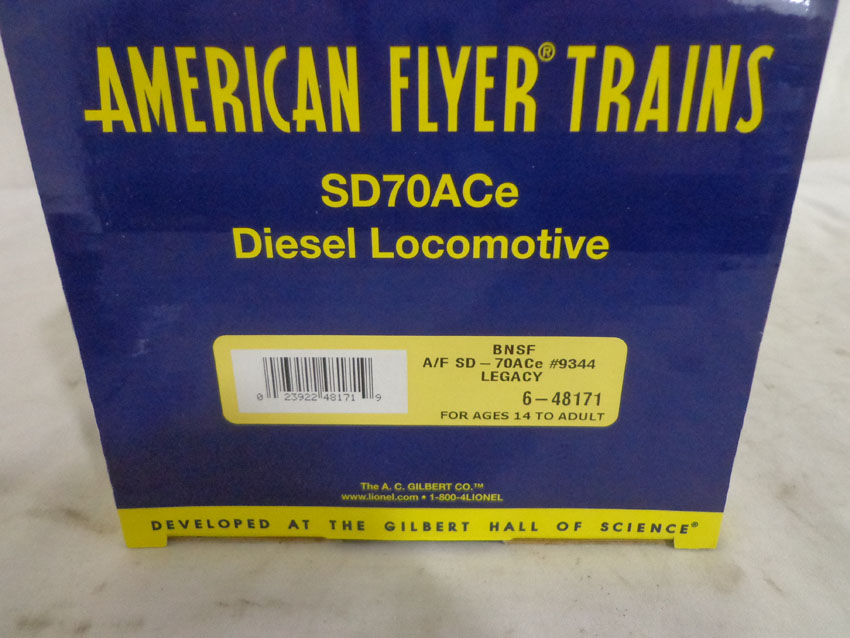 AMERICAN FLYER® TRAINS
SD70ACe
Diesel Locomotive
BNSF
A/F SD – 70ACe #9344
LEGACY
6–48171
FOR AGES 14 TO ADULT
0 23922 48171 9
The A. C. GILBERT CO.™
www.lionel.com • 1-800-4LIONEL
DEVELOPED AT THE GILBERT HALL OF SCIENCE®